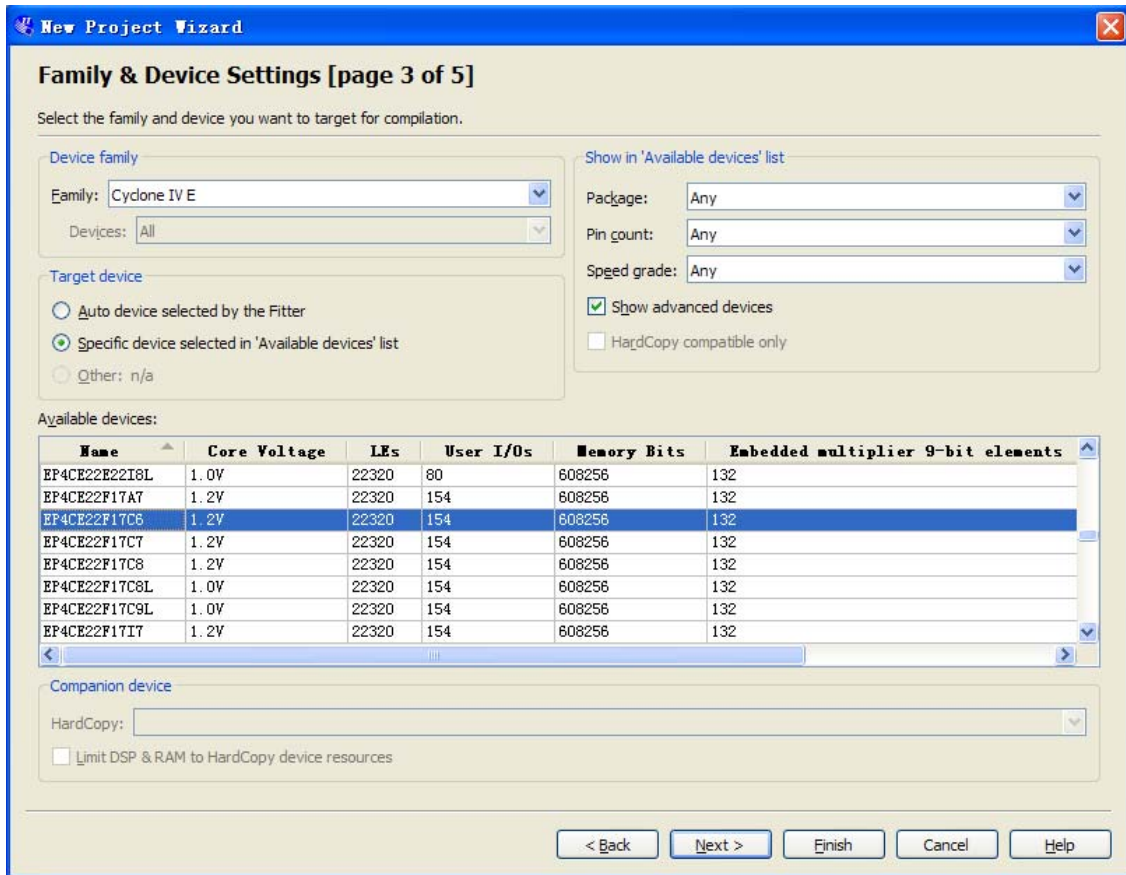 New Project Wizard
Family & Device Settings [page 3 of 5]
Select the family and device you want to target for compilation.
Device family
Family: Cyclone IV E
Devices: All
Target device
Auto device selected by the Fitter
Specific device selected in 'Available devices' list
Other: n/a
Show in 'Available devices' list
Package: Any
Pin count: Any
Speed grade: Any
Show advanced devices
HardCopy compatible only
Available devices:
Name Core Voltage LEs User I/Os Memory Bits Embedded multiplier 9-bit elements
EP4CE22E22I8L 1.0V 22320 80 608256 132
EP4CE22F17A7 1.2V 22320 154 608256 132
EP4CE22F17C6 1.2V 22320 154 608256 132
EP4CE22F17C7 1.2V 22320 154 608256 132
EP4CE22F17C8 1.2V 22320 154 608256 132
EP4CE22F17C8L 1.0V 22320 154 608256 132
EP4CE22F17C9L 1.0V 22320 154 608256 132
EP4CE22F17I7 1.2V 22320 154 608256 132
Companion device
HardCopy:
Limit DSP & RAM to HardCopy device resources
< Back Next > Finish Cancel Help